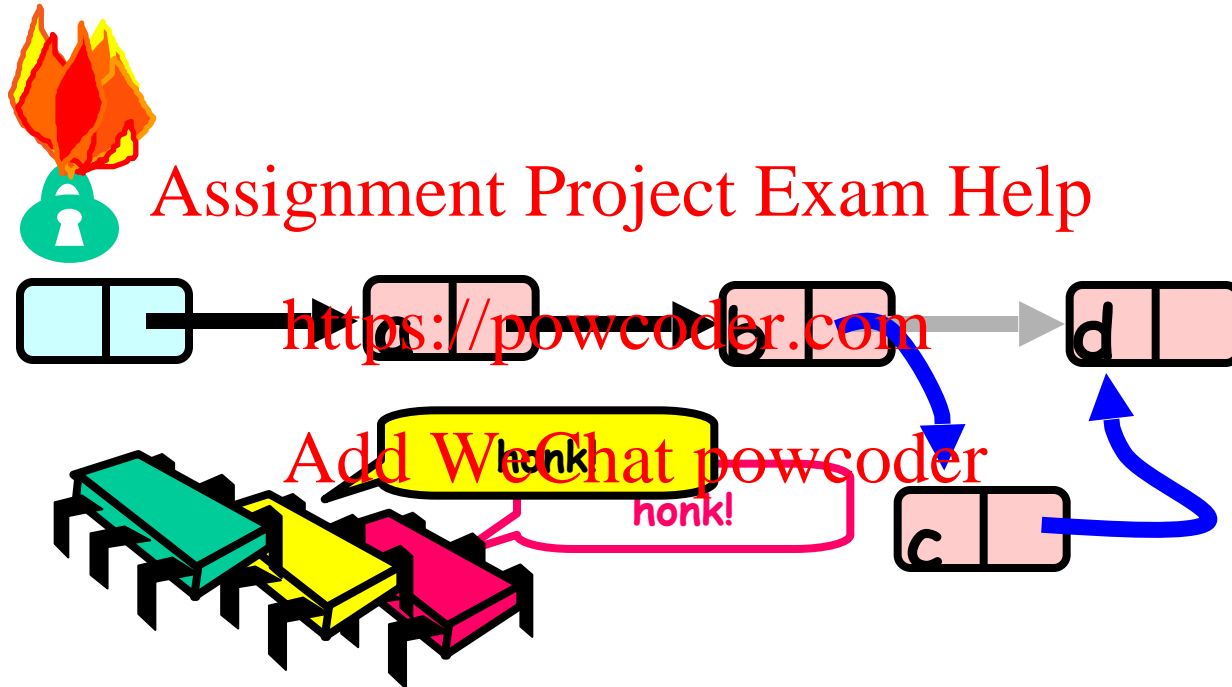 Assignment Project Exam Help
a b d
https://powcoder.com
honk!
Add WeChat powcoder
honk!
c